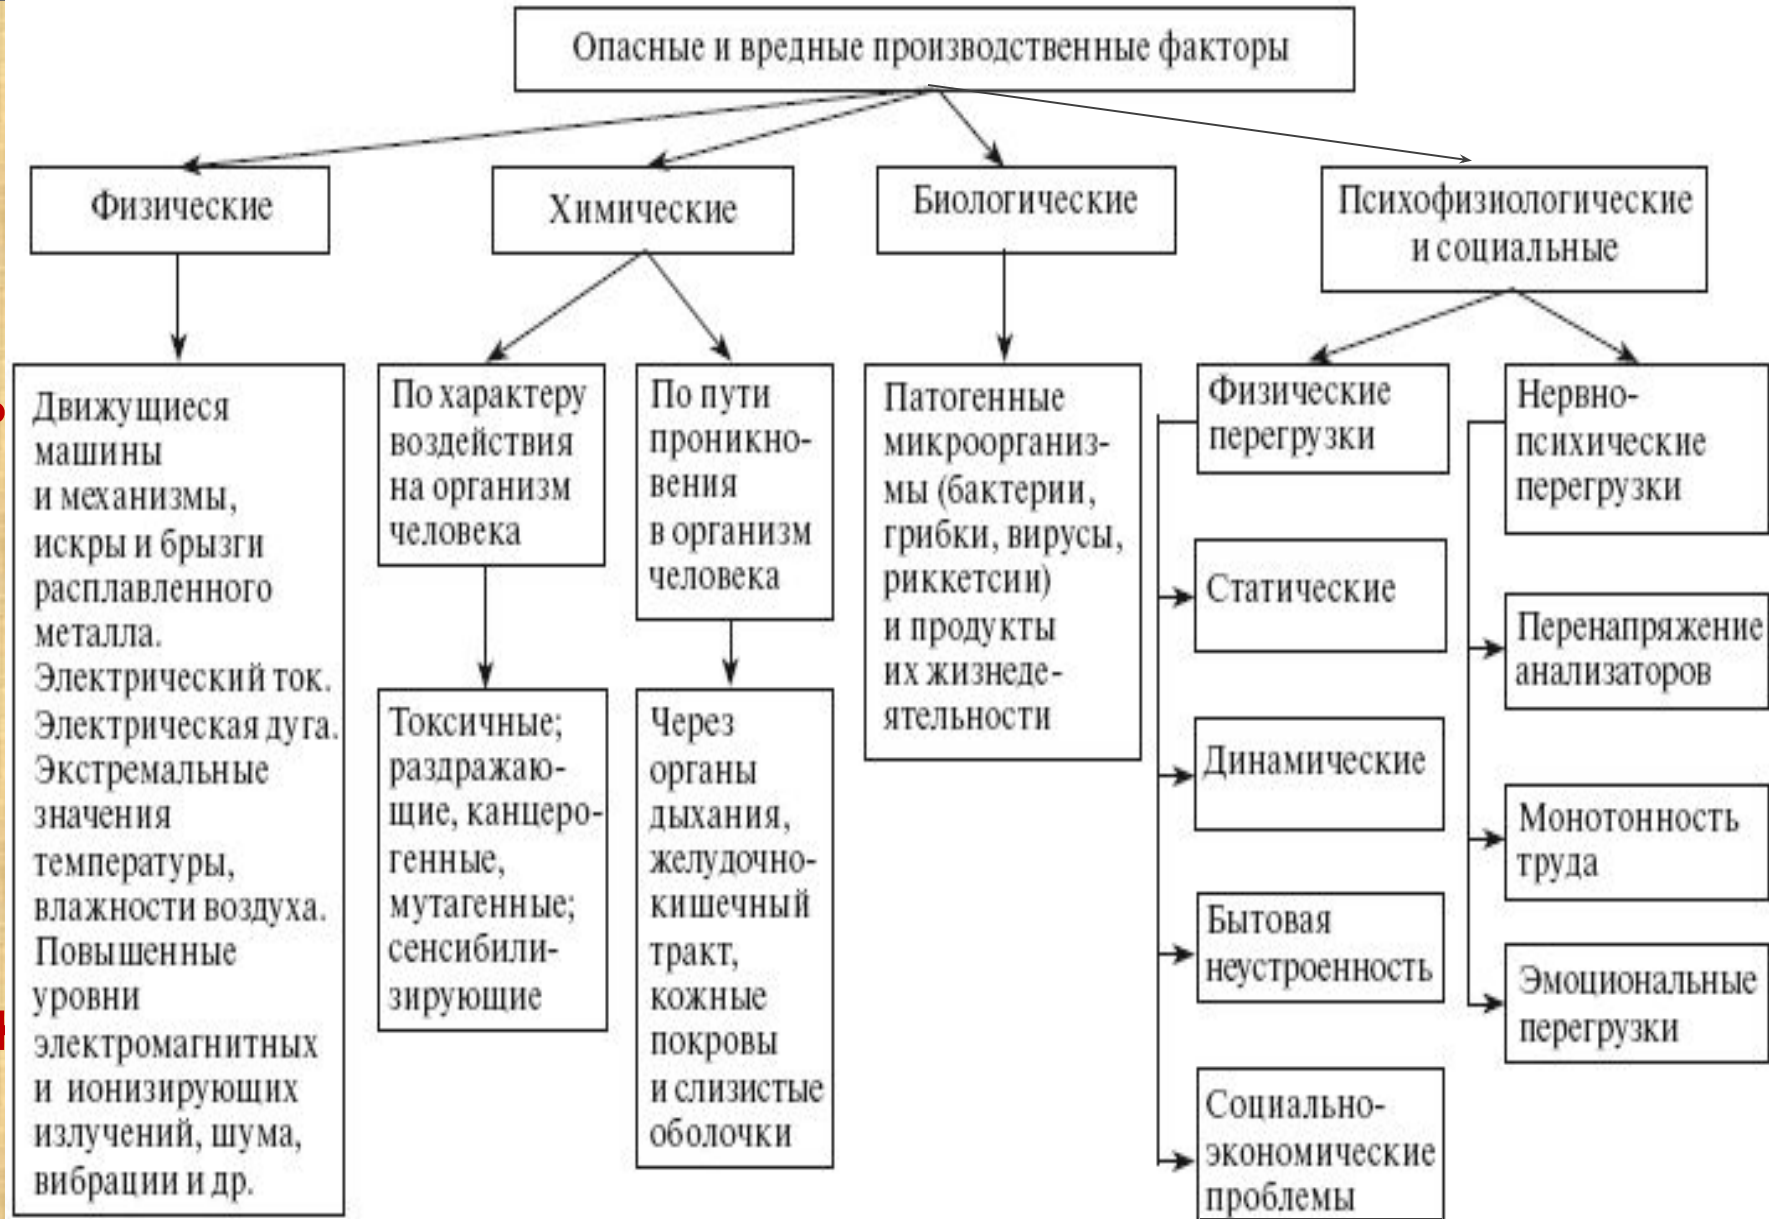 Опасные и вредные производственные факторы
Физические
Химические
Биологические
Психофизиологические
и социальные
Движущиеся
машины
и механизмы,
искры и брызги
расплавленного
металла.
Электрический ток.
Электрическая дуга.
Экстремальные
значения
температуры,
влажности воздуха.
Повышенные
уровни
электромагнитных
и ионизирующих
излучений, шума,
вибрации и др.
По характеру
воздействия
на организм
человека
Токсичные;
раздражаю-
щие, канцеро-
генные,
мутагенные;
сенсибили-
зирующие
По пути
проникно-
вения
в организм
человека
Через
органы
дыхания,
желудочно-
кишечный
тракт,
кожные
покровы
и слизистые
оболочки
Патогенные
микроорганиз-
мы (бактерии,
грибки, вирусы,
риккетсии)
и продукты
их жизнеде-
ятельности
Физические
перегрузки
Статические
Динамические
Бытовая
неустроенность
Социально-
экономические
проблемы
Нервно-
психические
перегрузки
Перенапряжение
анализаторов
Монотонность
труда
Эмоциональные
перегрузки